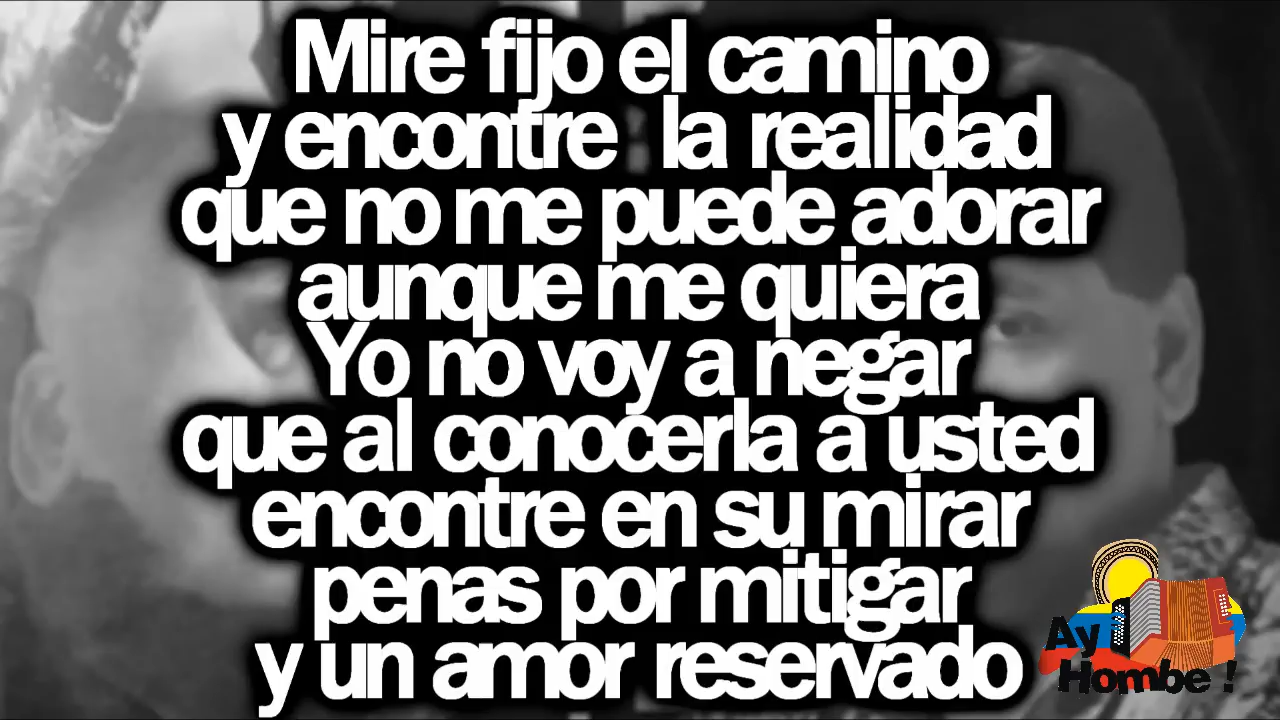 Mire fijo el camino
y encontre la realidad
que no me puede adorar
aunque me quiera
Yo no voy a negar
que al conocerla a usted
encontre en su mirar
penas por mitigar
y un amor reservado
Ay
Hombe !